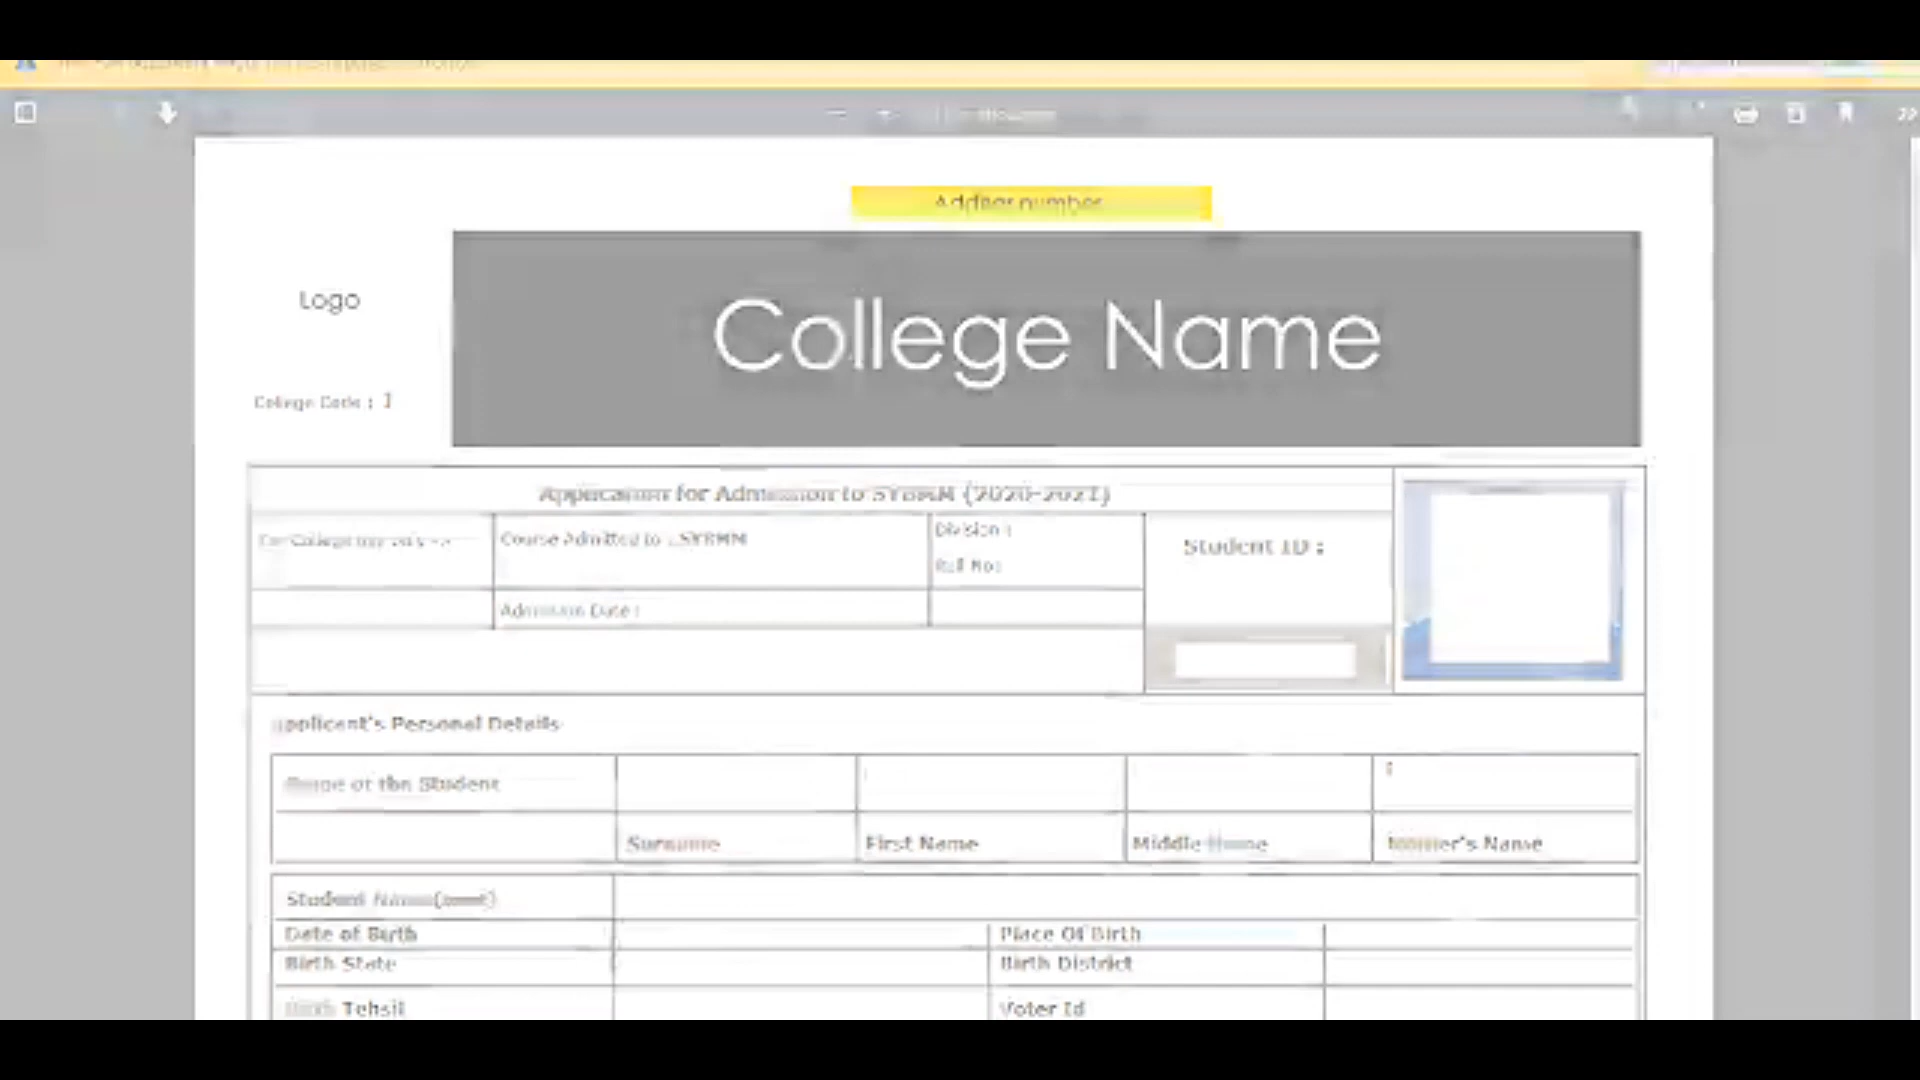 number
Logo
College Name
College Code :
Application for Admission to SYBMM (2020-2021)
Course Admitted to : SYBMM
Division :
Roll No:
Student ID :
Admission Date :
applicant's Personal Details
Name of the Student
Surname
First Name
Middle Name
Mother's Name
Student Name
Date of Birth
Place Of Birth
Birth State
Birth District
Birth Tehsil
Voter Id